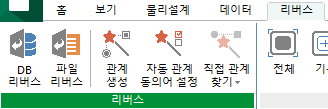 홈 보기 물리설계 데이터 리버스
DB 리버스
파일 리버스
관계 생성
자동 관계 동의어 설정
직접 관계 찾기
전체
리버스